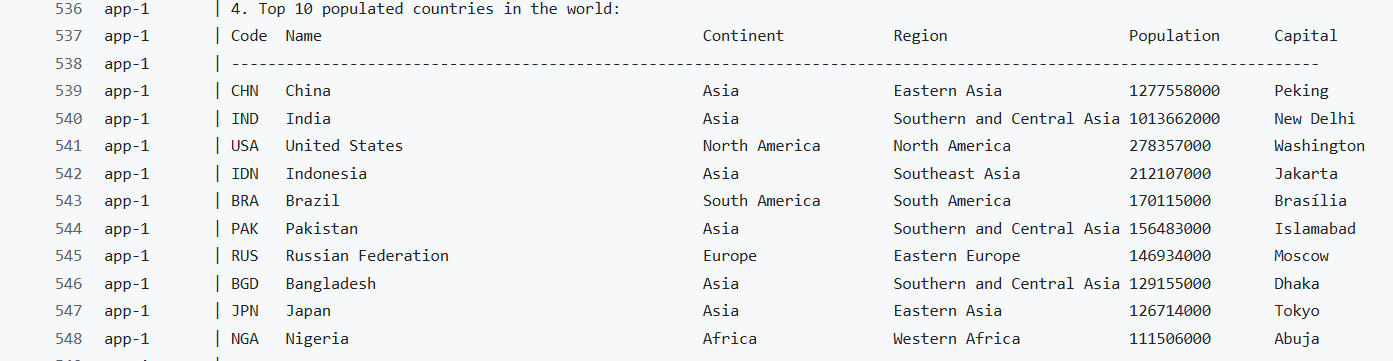 536 app-1 | 4. Top 10 populated countries in the world:
537 app-1 | Code Name Continent Region Population Capital
538 app-1 | ------------------------------------------------------------------------------------------------------------------------
539 app-1 | CHN China Asia Eastern Asia 1277558000 Peking
540 app-1 | IND India Asia Southern and Central Asia 1013662000 New Delhi
541 app-1 | USA United States North America North America 278357000 Washington
542 app-1 | IDN Indonesia Asia Southeast Asia 212107000 Jakarta
543 app-1 | BRA Brazil South America South America 170115000 Brasília
544 app-1 | PAK Pakistan Asia Southern and Central Asia 156483000 Islamabad
545 app-1 | RUS Russian Federation Europe Eastern Europe 146934000 Moscow
546 app-1 | BGD Bangladesh Asia Southern and Central Asia 129155000 Dhaka
547 app-1 | JPN Japan Asia Eastern Asia 126714000 Tokyo
548 app-1 | NGA Nigeria Africa Western Africa 111506000 Abuja